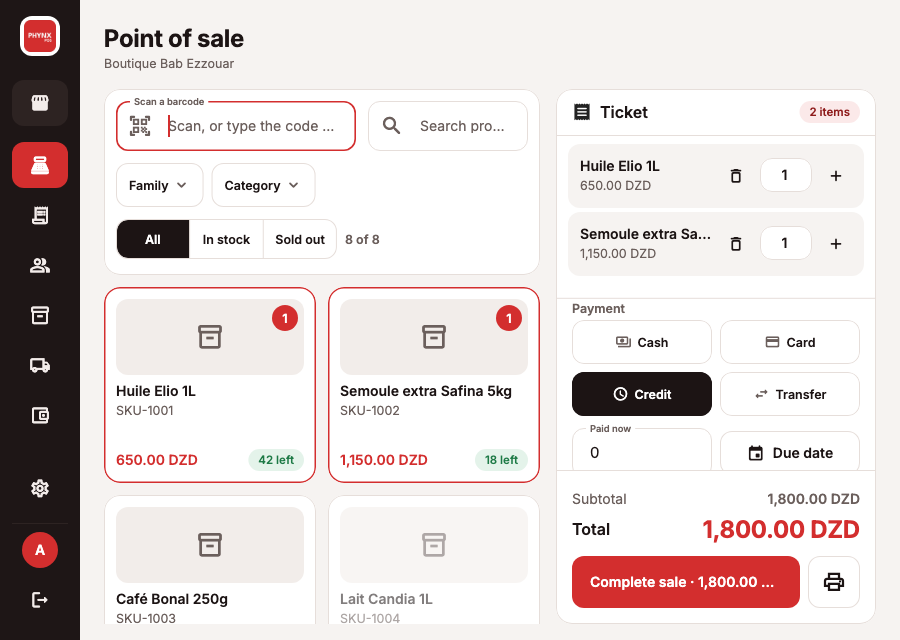 PHYNX
Point of sale
Boutique Bab Ezzouar
Scan a barcode
Scan, or type the code ...
Search pro...
Family
Category
All
In stock
Sold out
8 of 8
1
Huile Elio 1L
SKU-1001
650.00 DZD
42 left
1
Semoule extra Safina 5kg
SKU-1002
1,150.00 DZD
18 left
Café Bonal 250g
SKU-1003
Lait Candia 1L
SKU-1004
Ticket
2 items
Huile Elio 1L
650.00 DZD
1
+
Semoule extra Sa...
1,150.00 DZD
1
+
Payment
Cash
Card
Credit
Transfer
Paid now
0
Due date
Subtotal
1,800.00 DZD
Total
1,800.00 DZD
Complete sale · 1,800.00 ...
A